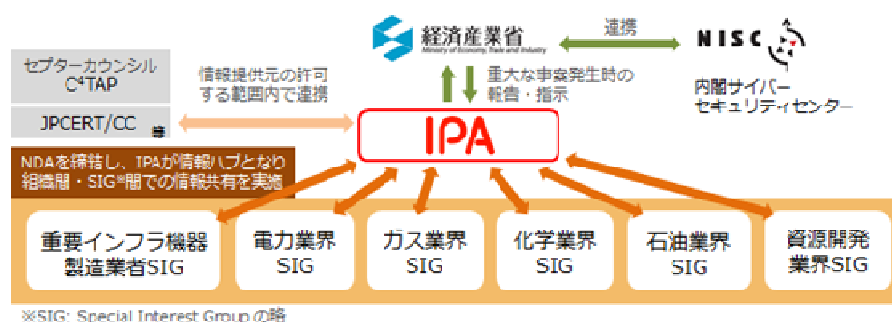 経済産業省
Ministry of Economy, Trade and Industry
連携
NISC
内閣サイバー
セキュリティセンター
セプターカウンシル
C⁴TAP
JPCERT/CC 等
情報提供元の許可
する範囲内で連携
重大な事案発生時の
報告・指示
IPA
NDAを締結し、IPAが情報ハブとなり
組織間・SIG※間での情報共有を実施
重要インフラ機器
製造業者SIG
電力業界
SIG
ガス業界
SIG
化学業界
SIG
石油業界
SIG
資源開発
業界SIG
※SIG: Special Interest Groupの略